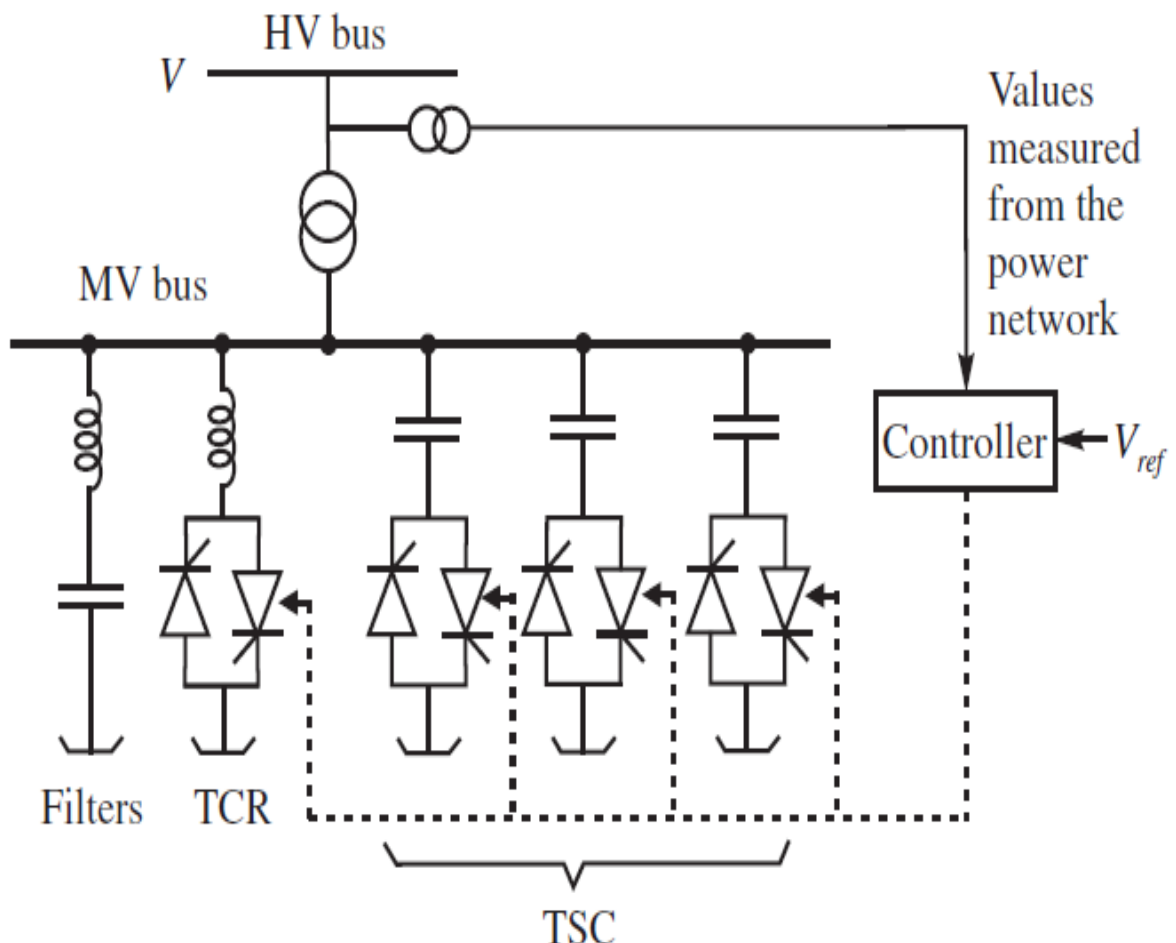 HV bus
V
Values
measured
from the
power
network
MV bus
Controller
V_ref
Filters
TCR
TSC